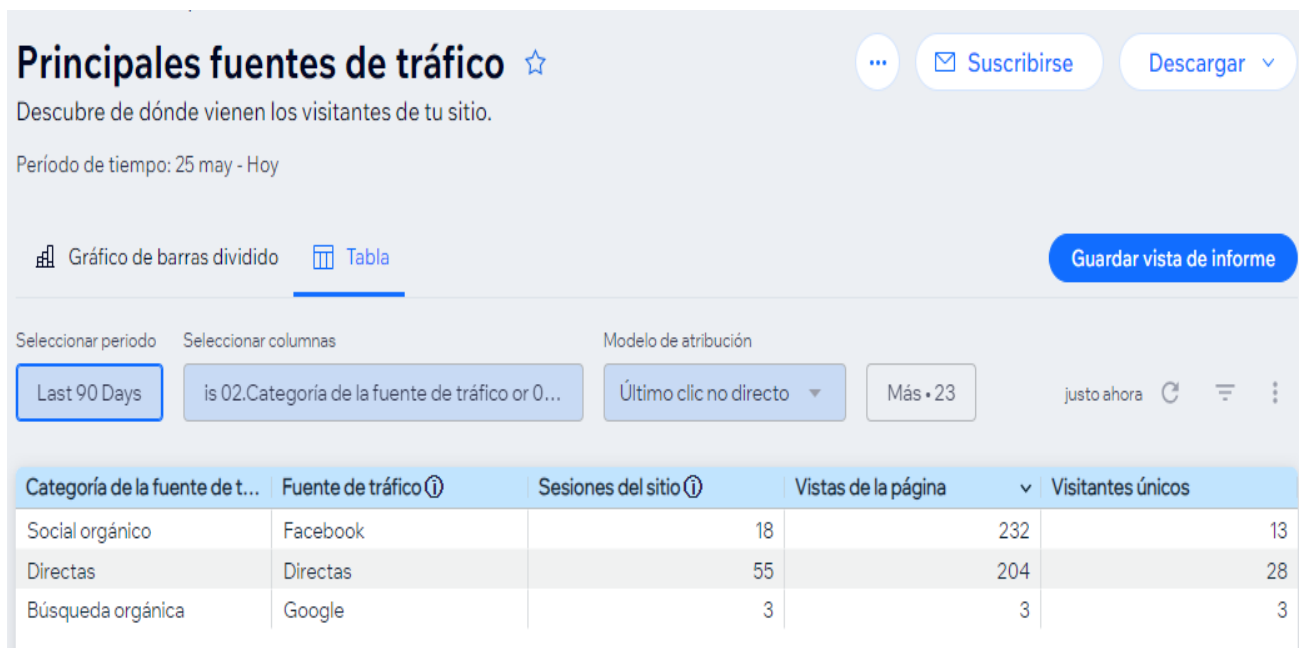 Principales fuentes de tráfico
... Suscribirse Descargar
Descubre de dónde vienen los visitantes de tu sitio.
Período de tiempo: 25 may - Hoy
Gráfico de barras dividido Tabla Guardar vista de informe
Seleccionar periodo Seleccionar columnas Modelo de atribución
Last 90 Days is 02.Categoría de la fuente de tráfico or 0... Último clic no directo Más • 23 justo ahora
Categoría de la fuente de t... Fuente de tráfico Sesiones del sitio Vistas de la página Visitantes únicos
Social orgánico Facebook 18 232 13
Directas Directas 55 204 28
Búsqueda orgánica Google 3 3 3